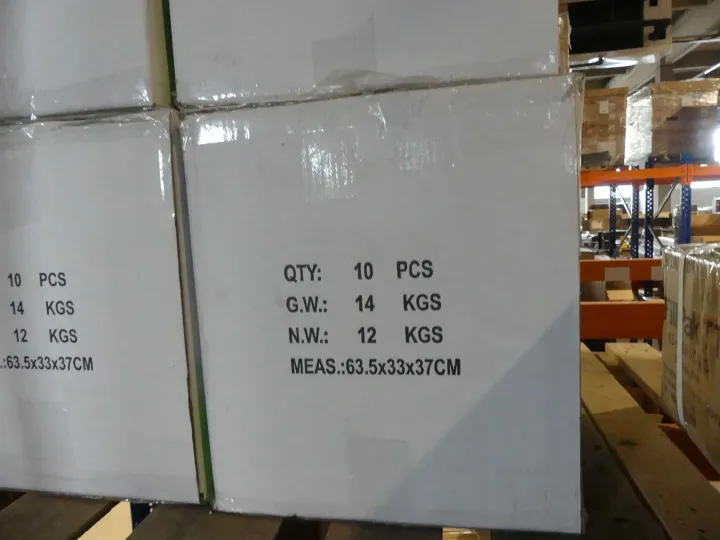 10 PCS
14 KGS
12 KGS
.:63.5x33x37CM
QTY: 10 PCS
G.W.: 14 KGS
N.W.: 12 KGS
MEAS.:63.5x33x37CM